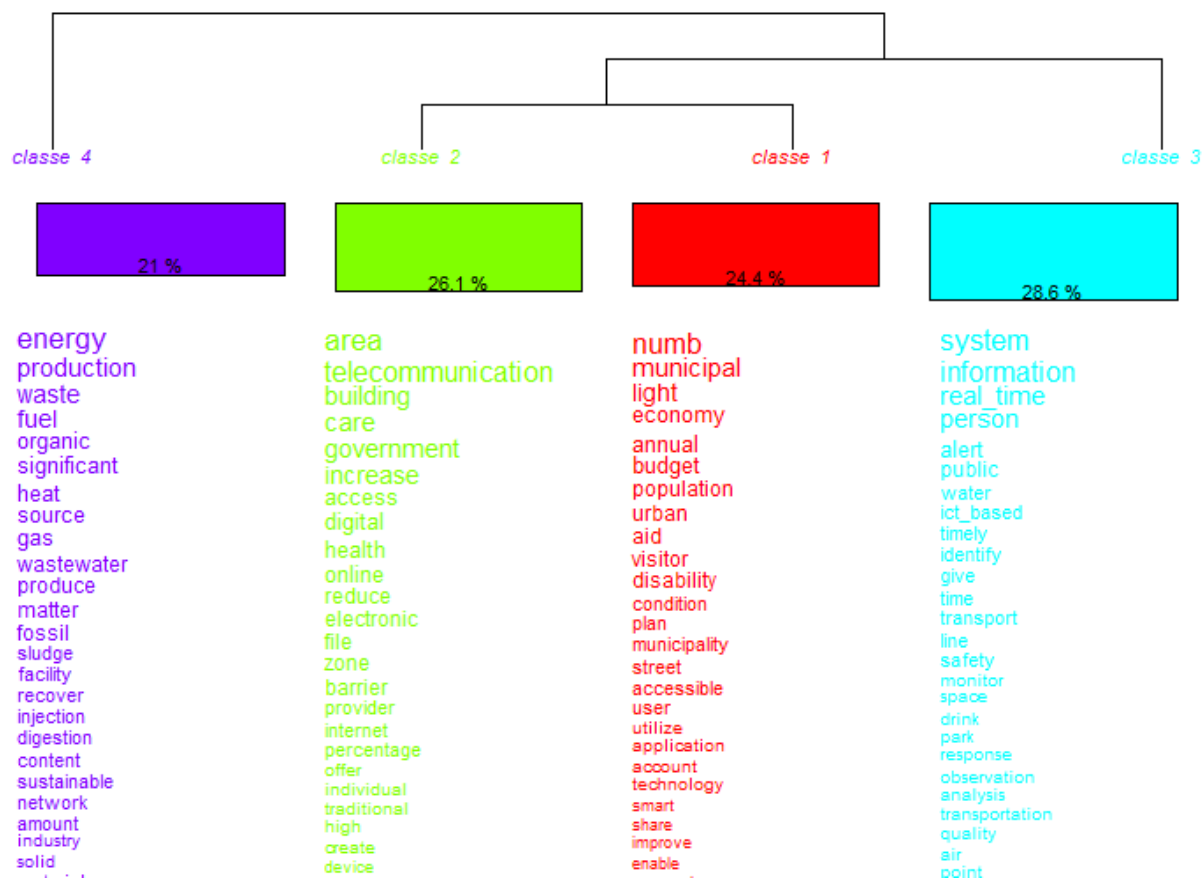 classe 4
classe 2
classe 1
classe 3
21 %
26.1 %
24.4 %
28.6 %
energy
production
waste
fuel
organic
significant
heat
source
gas
wastewater
produce
matter
fossil
sludge
facility
recover
injection
digestion
content
sustainable
network
amount
industry
solid
area
telecommunication
building
care
government
increase
access
digital
health
online
reduce
electronic
file
zone
barrier
provider
internet
percentage
offer
individual
traditional
high
create
device
numb
municipal
light
economy
annual
budget
population
urban
aid
visitor
disability
condition
plan
municipality
street
accessible
user
utilize
application
account
technology
smart
share
improve
enable
system
information
real_time
person
alert
public
water
ict_based
timely
identify
give
time
transport
line
safety
monitor
space
drink
park
response
observation
analysis
transportation
quality
air
point